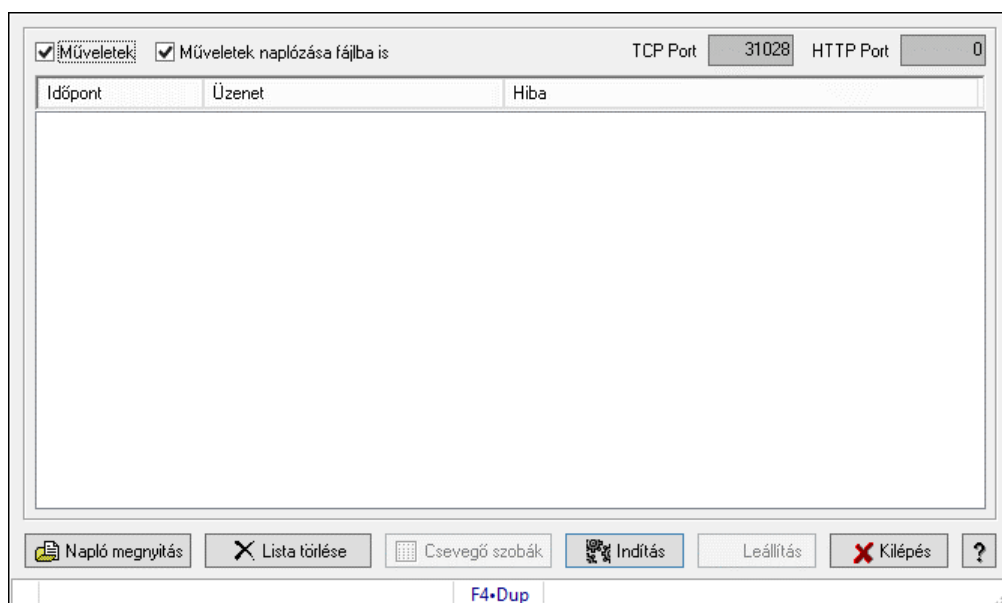 Műveletek Műveletek naplózása fájlba is TCP Port 31028 HTTP Port 0
Időpont Üzenet Hiba
Napló megnyitás Lista törlése Csevegő szobák Indítás Leállítás Kilépés ?
F4•Dup